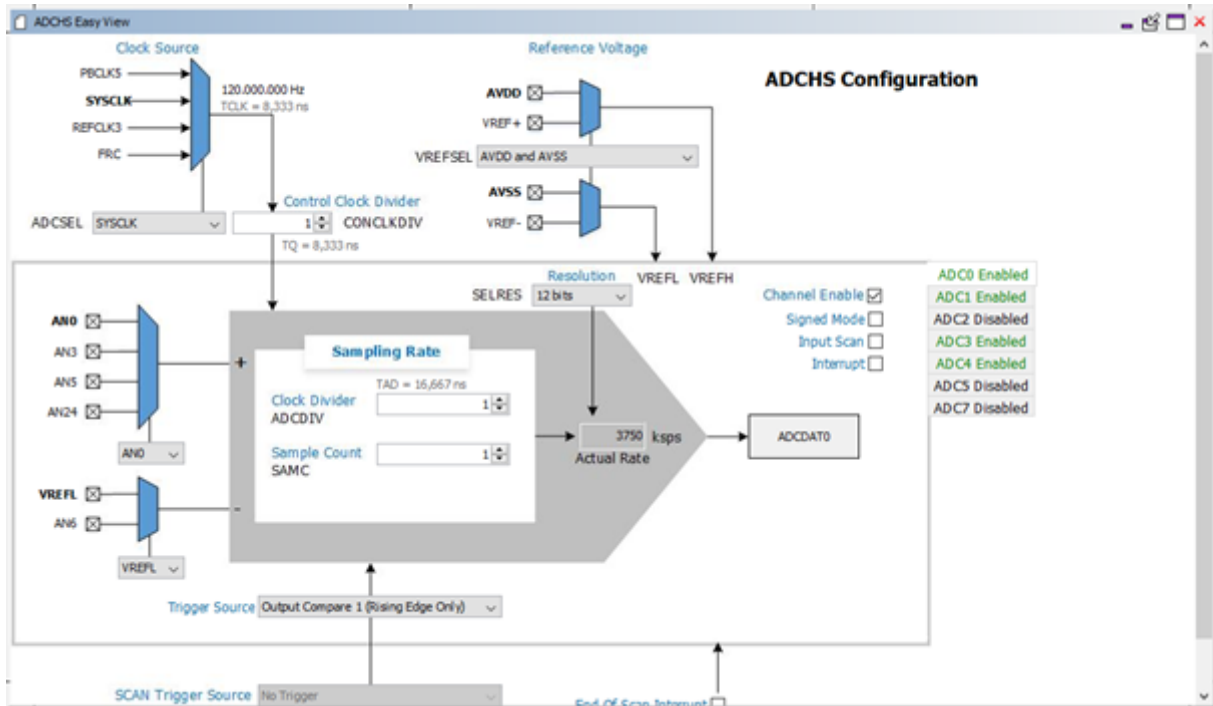 ADCHS Easy View
Clock Source
Reference Voltage
ADCHS Configuration
PBCLK5
SYSCLK
REFCLK3
FRC
120.000.000 Hz
TCLK = 8,333 ns
AVDD
VREF+
VREFSEL AVDD and AVSS
AVSS
VREF-
Control Clock Divider
ADCSEL SYSCLK 1 CONCLKDIV
TQ = 8,333 ns
VREFL VREFH
Resolution
SELRES 12 bits
Channel Enable
Signed Mode
Input Scan
Interrupt
ADC0 Enabled
ADC1 Enabled
ADC2 Disabled
ADC3 Enabled
ADC4 Enabled
ADC5 Disabled
ADC7 Disabled
AN0
AN3
AN5
AN24
AN0
+
Sampling Rate
TAD = 16,667 ns
Clock Divider 1
ADCDIV
Sample Count 1
SAMC
3750 ksps
Actual Rate
ADCDAT0
VREFL
AN6
-
VREFL
Trigger Source Output Compare 1 (Rising Edge Only)
SCAN Trigger Source No Trigger
End Of Scan Interrupt